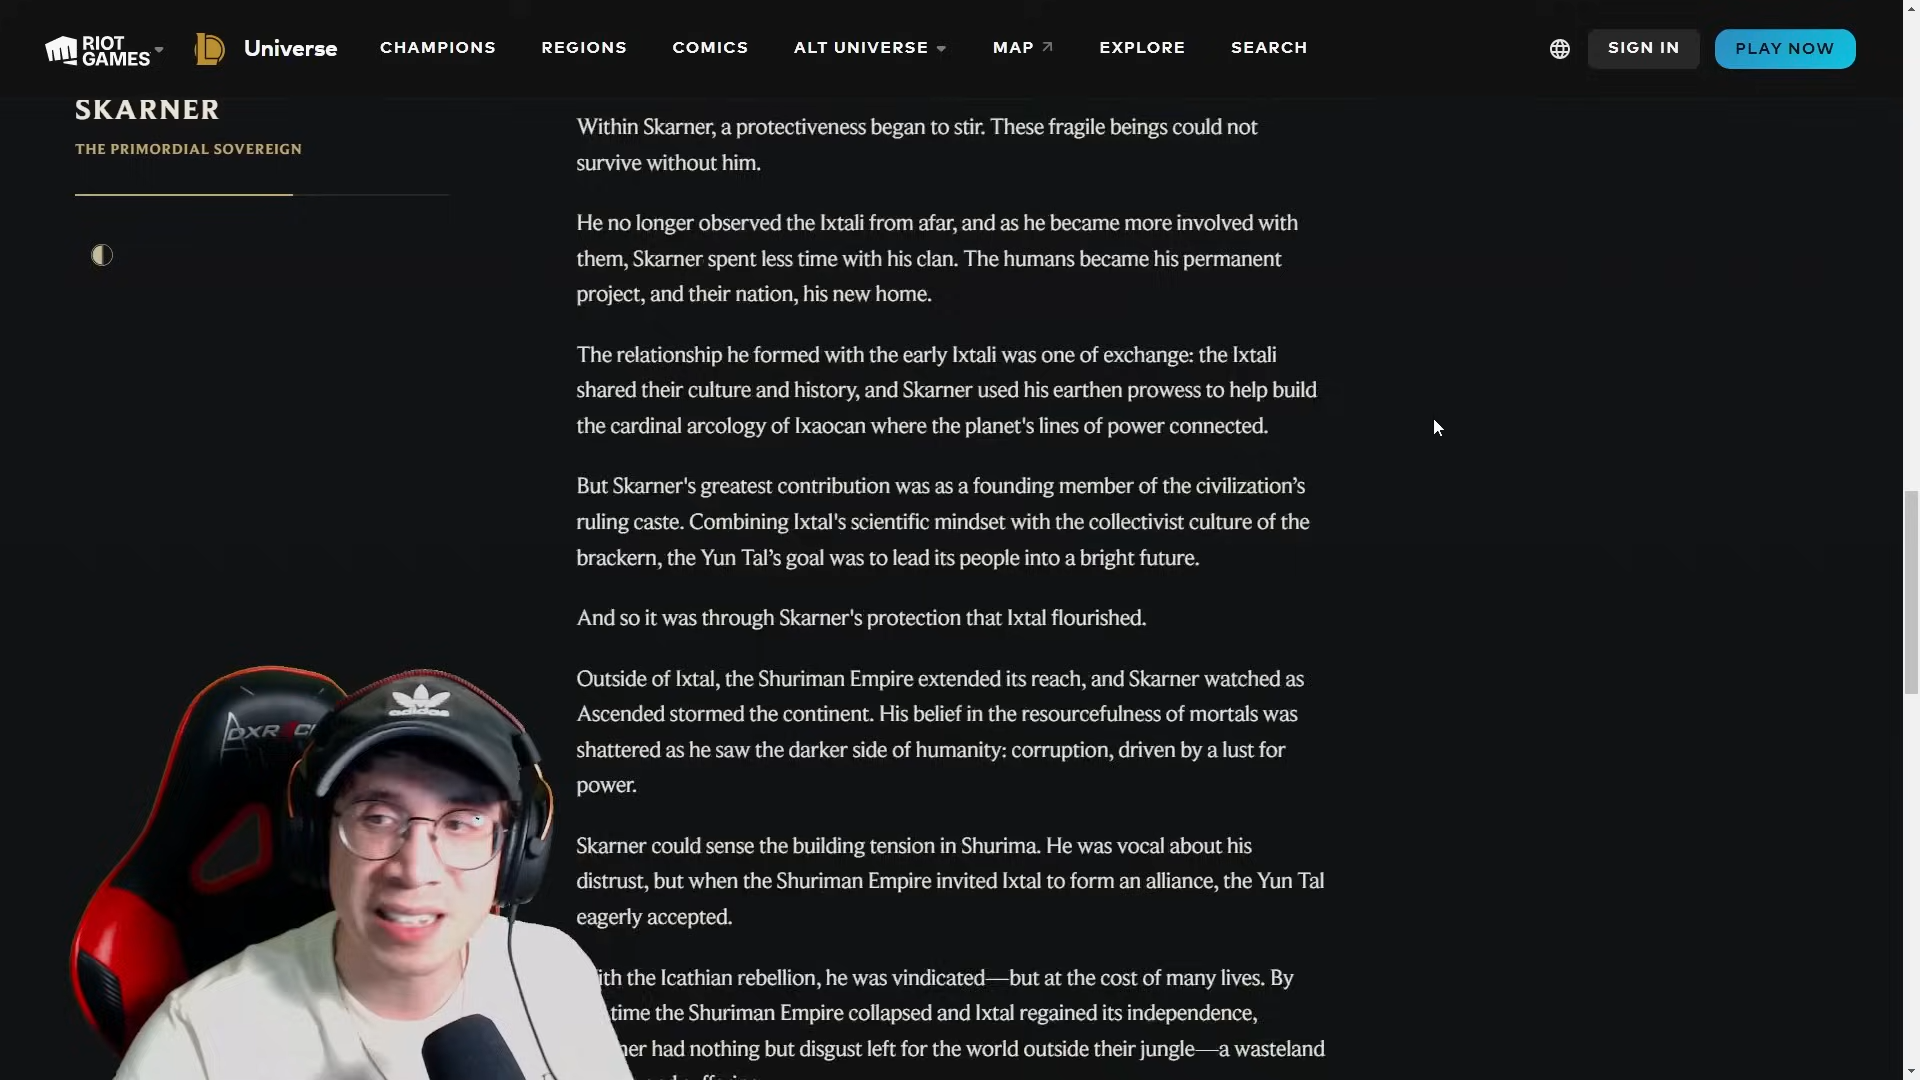 RIOT GAMES
Universe
CHAMPIONS
REGIONS
COMICS
ALT UNIVERSE
MAP
EXPLORE
SEARCH
SIGN IN
PLAY NOW
SKARNER
THE PRIMORDIAL SOVEREIGN
Within Skarner, a protectiveness began to stir. These fragile beings could not
survive without him.
He no longer observed the Ixtali from afar, and as he became more involved with
them, Skarner spent less time with his clan. The humans became his permanent
project, and their nation, his new home.
The relationship he formed with the early Ixtali was one of exchange: the Ixtali
shared their culture and history, and Skarner used his earthen prowess to help build
the cardinal arcology of Ixaocan where the planet's lines of power connected.
But Skarner's greatest contribution was as a founding member of the civilization’s
ruling caste. Combining Ixtal's scientific mindset with the collectivist culture of the
brackern, the Yun Tal’s goal was to lead its people into a bright future.
And so it was through Skarner's protection that Ixtal flourished.
Outside of Ixtal, the Shuriman Empire extended its reach, and Skarner watched as
Ascended stormed the continent. His belief in the resourcefulness of mortals was
shattered as he saw the darker side of humanity: corruption, driven by a lust for
power.
Skarner could sense the building tension in Shurima. He was vocal about his
distrust, but when the Shuriman Empire invited Ixtal to form an alliance, the Yun Tal
eagerly accepted.
ith the Icathian rebellion, he was vindicated—but at the cost of many lives. By
time the Shuriman Empire collapsed and Ixtal regained its independence,
ner had nothing but disgust left for the world outside their jungle—a wasteland
adidas